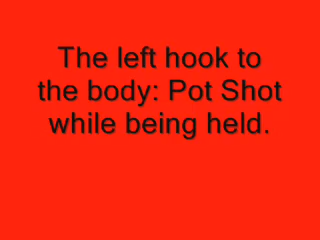 The left hook to
the body: Pot Shot
while being held.